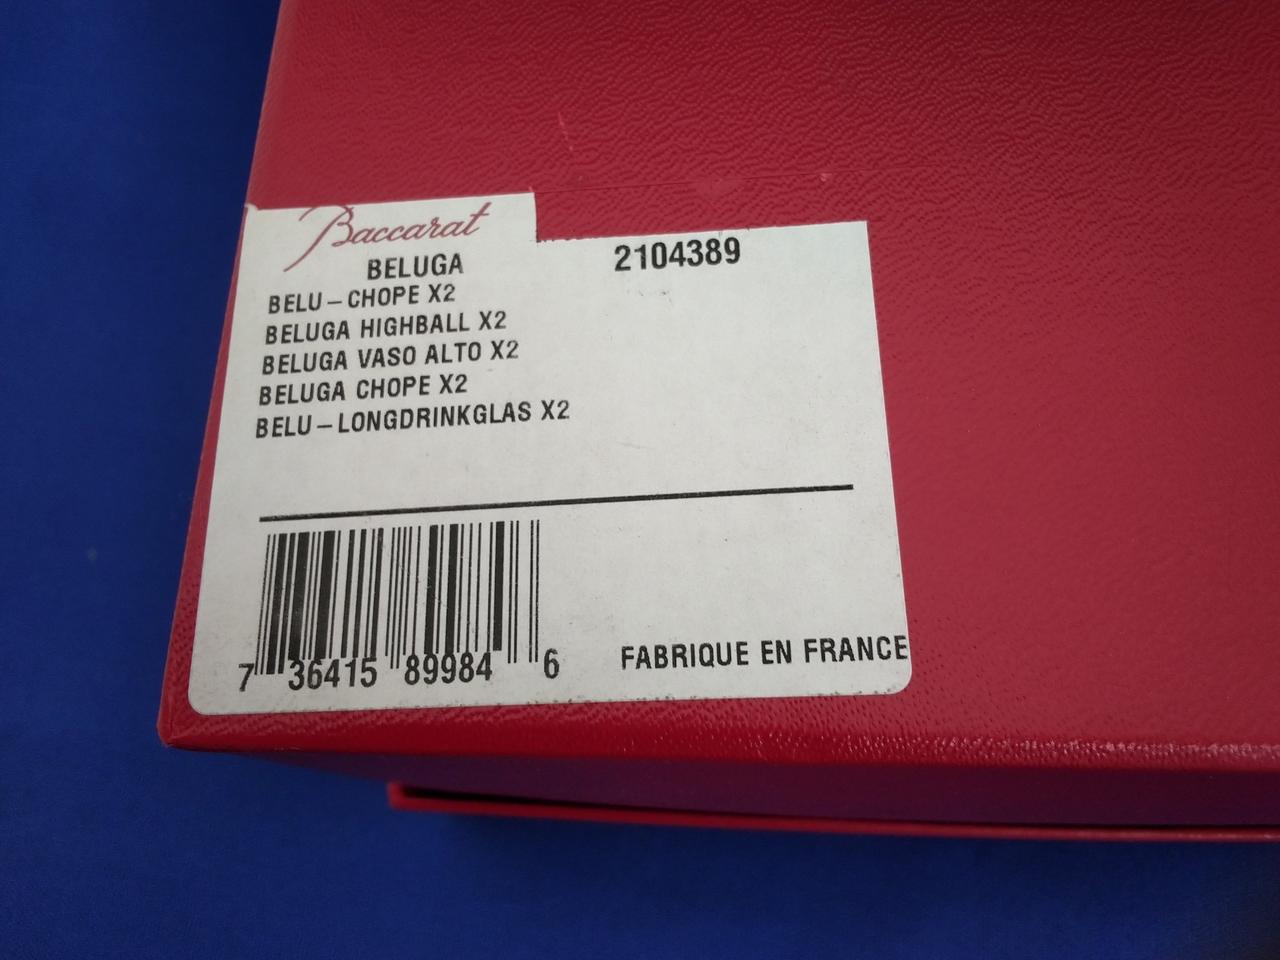 Baccarat
BELUGA
2104389
BELU-CHOPE X2
BELUGA HIGHBALL X2
BELUGA VASO ALTO X2
BELUGA CHOPE X2
BELU-LONGDRINKGLAS X2
7 36415 89984 6
FABRIQUE EN FRANCE